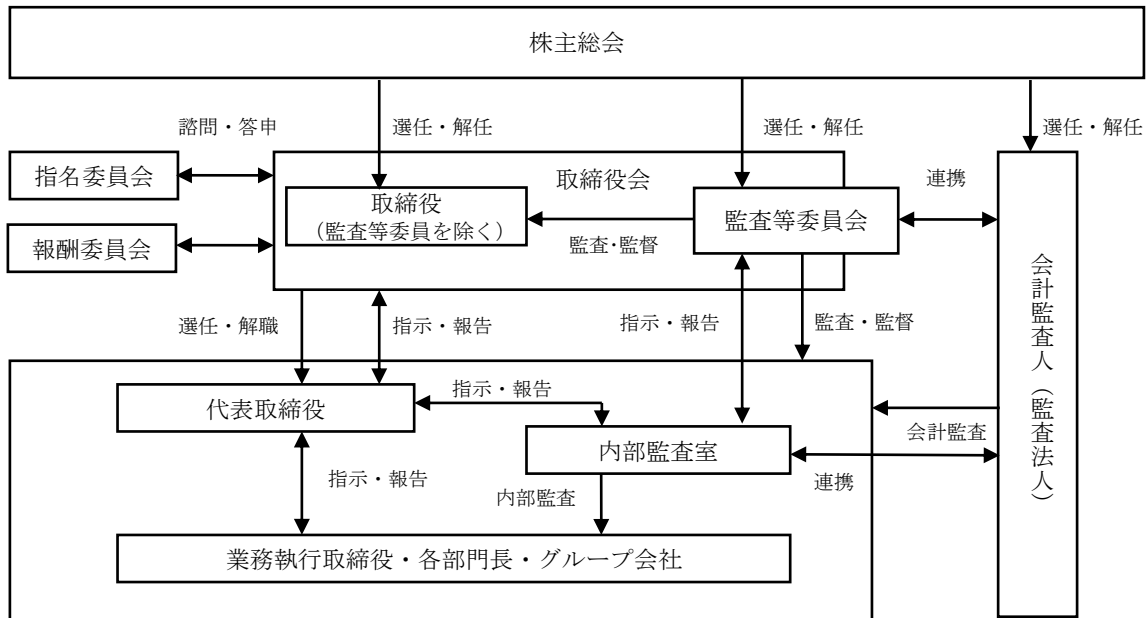 株主総会
諮問・答申
選任・解任
選任・解任
選任・解任
指名委員会
取締役会
連携
取締役
(監査等委員を除く)
監査等委員会
報酬委員会
監査・監督
会計監査人（監査法人）
選任・解職
指示・報告
指示・報告
監査・監督
代表取締役
指示・報告
会計監査
内部監査室
指示・報告
内部監査
連携
業務執行取締役・各部門長・グループ会社